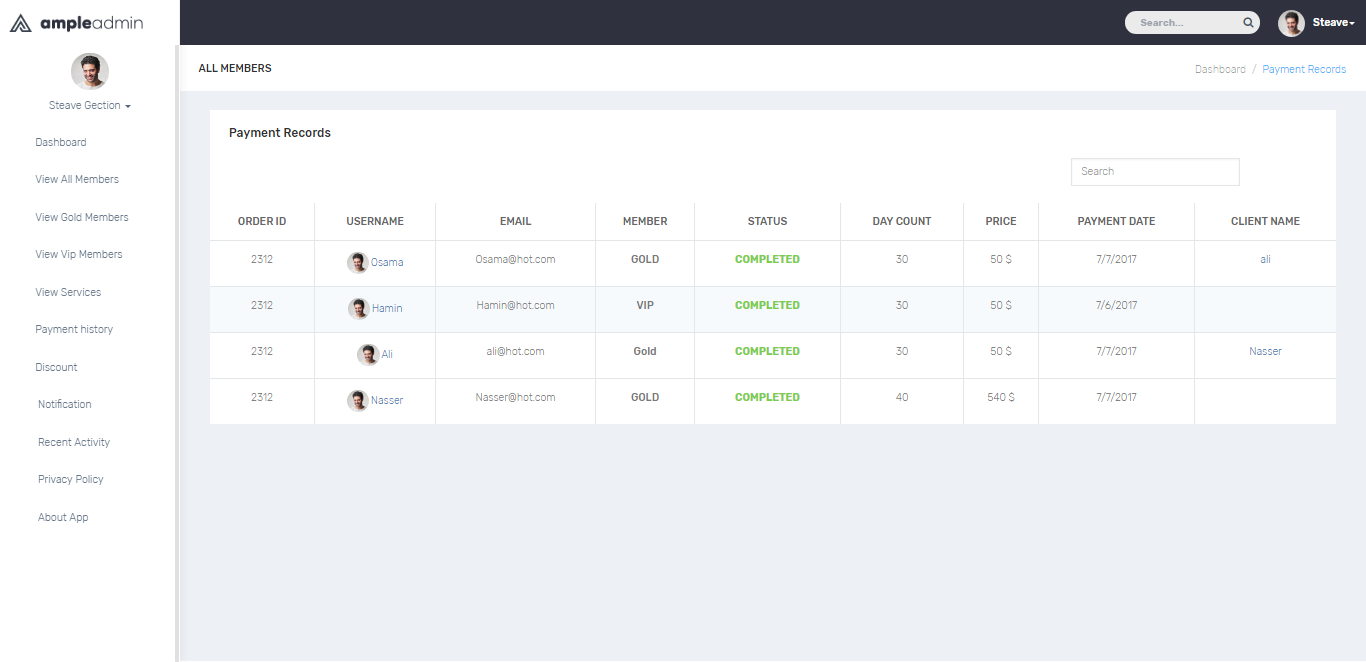 ampleadmin
Search...
Steave
Steave Gection
Dashboard
View All Members
View Gold Members
View Vip Members
View Services
Payment history
Discount
Notification
Recent Activity
Privacy Policy
About App
ALL MEMBERS
Dashboard / Payment Records
Payment Records
Search
ORDER ID USERNAME EMAIL MEMBER STATUS DAY COUNT PRICE PAYMENT DATE CLIENT NAME
2312 Osama Osama@hot.com GOLD COMPLETED 30 50 $ 7/7/2017 ali
2312 Hamin Hamin@hot.com VIP COMPLETED 30 50 $ 7/6/2017
2312 Ali ali@hot.com Gold COMPLETED 30 50 $ 7/7/2017 Nasser
2312 Nasser Nasser@hot.com GOLD COMPLETED 40 540 $ 7/7/2017